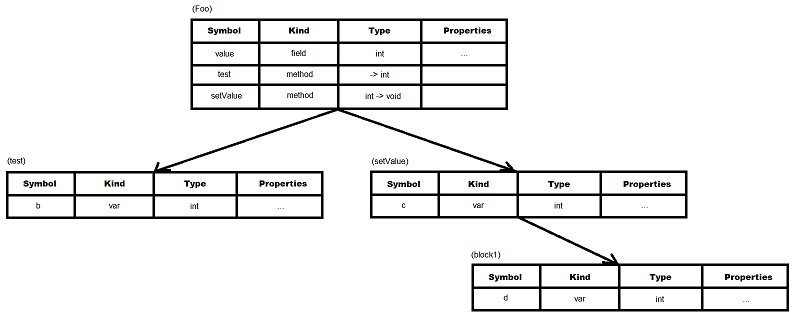 (Foo)
Symbol Kind Type Properties
value field int ...
test method -> int
setValue method int -> void
(test)
Symbol Kind Type Properties
b var int ...
(setValue)
Symbol Kind Type Properties
c var int ...
(block1)
Symbol Kind Type Properties
d var int ...